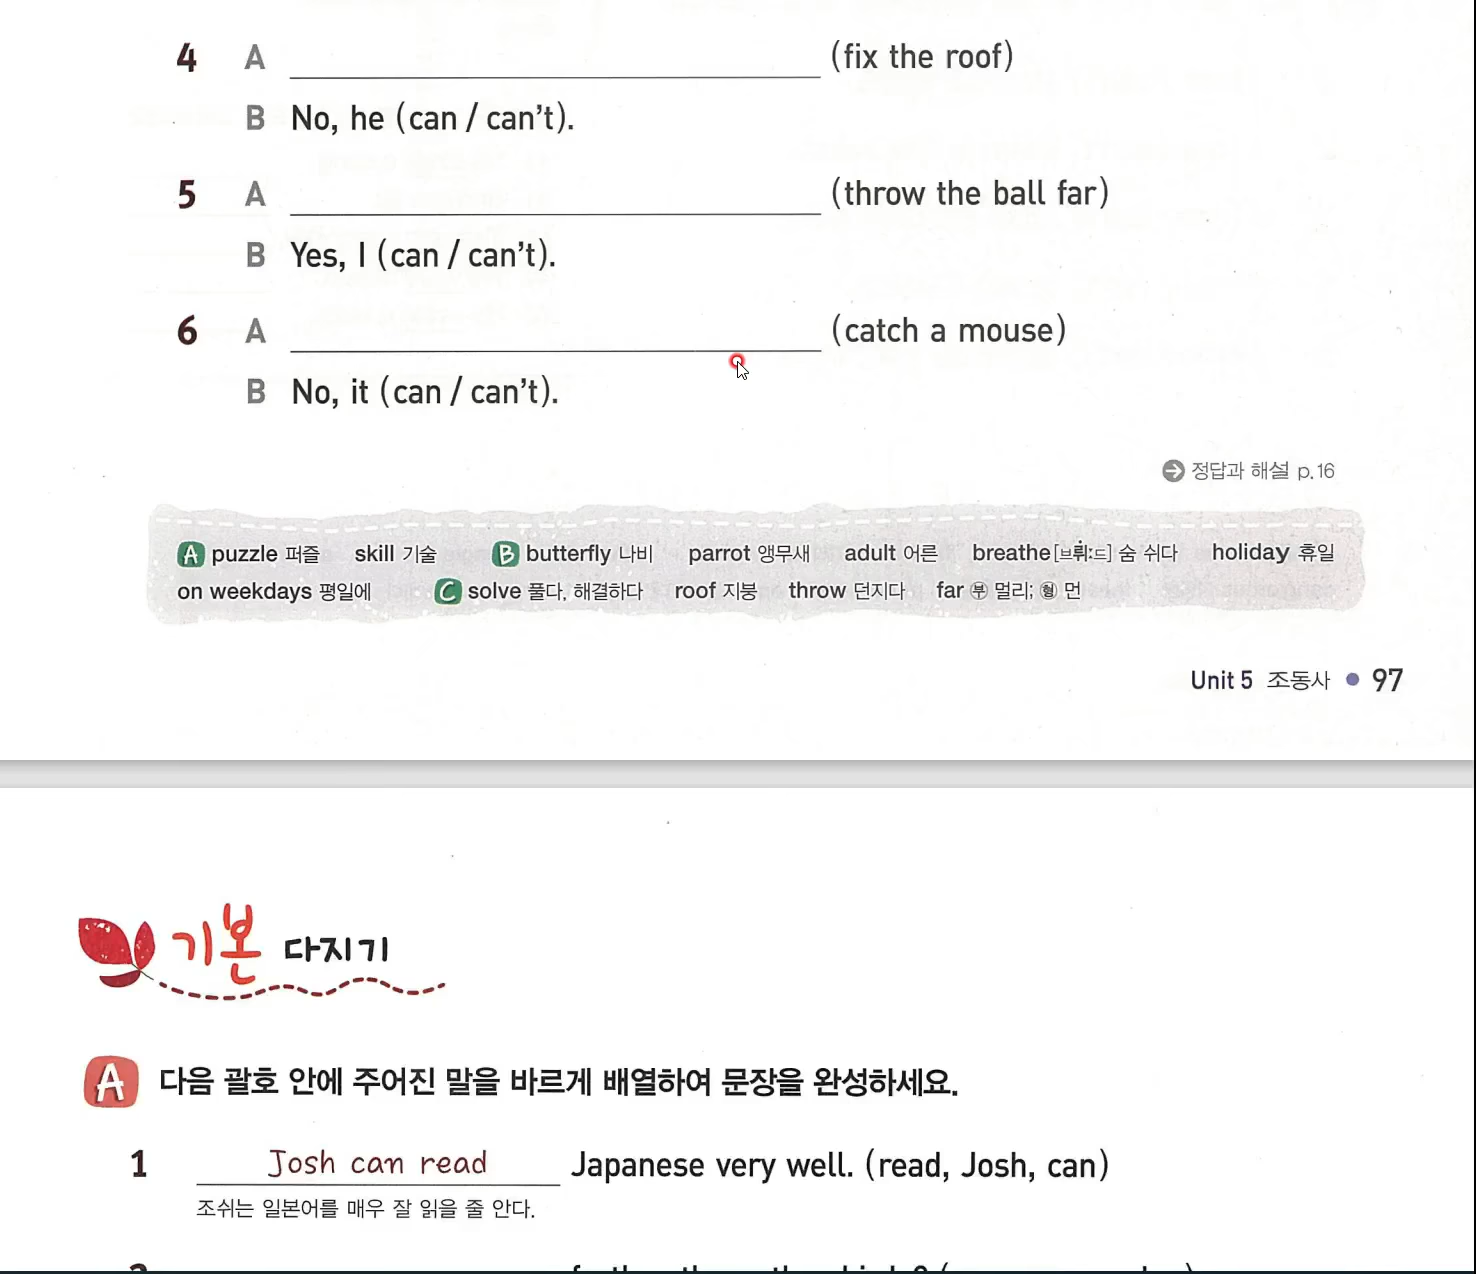 4 A ____ (fix the roof)
B No, he (can / can't).
5 A ____ (throw the ball far)
B Yes, I (can / can't).
6 A ____ (catch a mouse)
B No, it (can / can't).
정답과 해설 p.16
A puzzle 퍼즐 skill 기술 B butterfly 나비 parrot 앵무새 adult 어른 breathe[브뤼:드] 숨 쉬다 holiday 휴일
on weekdays 평일에 C solve 풀다, 해결하다 roof 지붕 throw 던지다 far 부 멀리; 형 먼
Unit 5 조동사 • 97
기본 다지기
A 다음 괄호 안에 주어진 말을 바르게 배열하여 문장을 완성하세요.
1 Josh can read Japanese very well. (read, Josh, can)
조쉬는 일본어를 매우 잘 읽을 줄 안다.